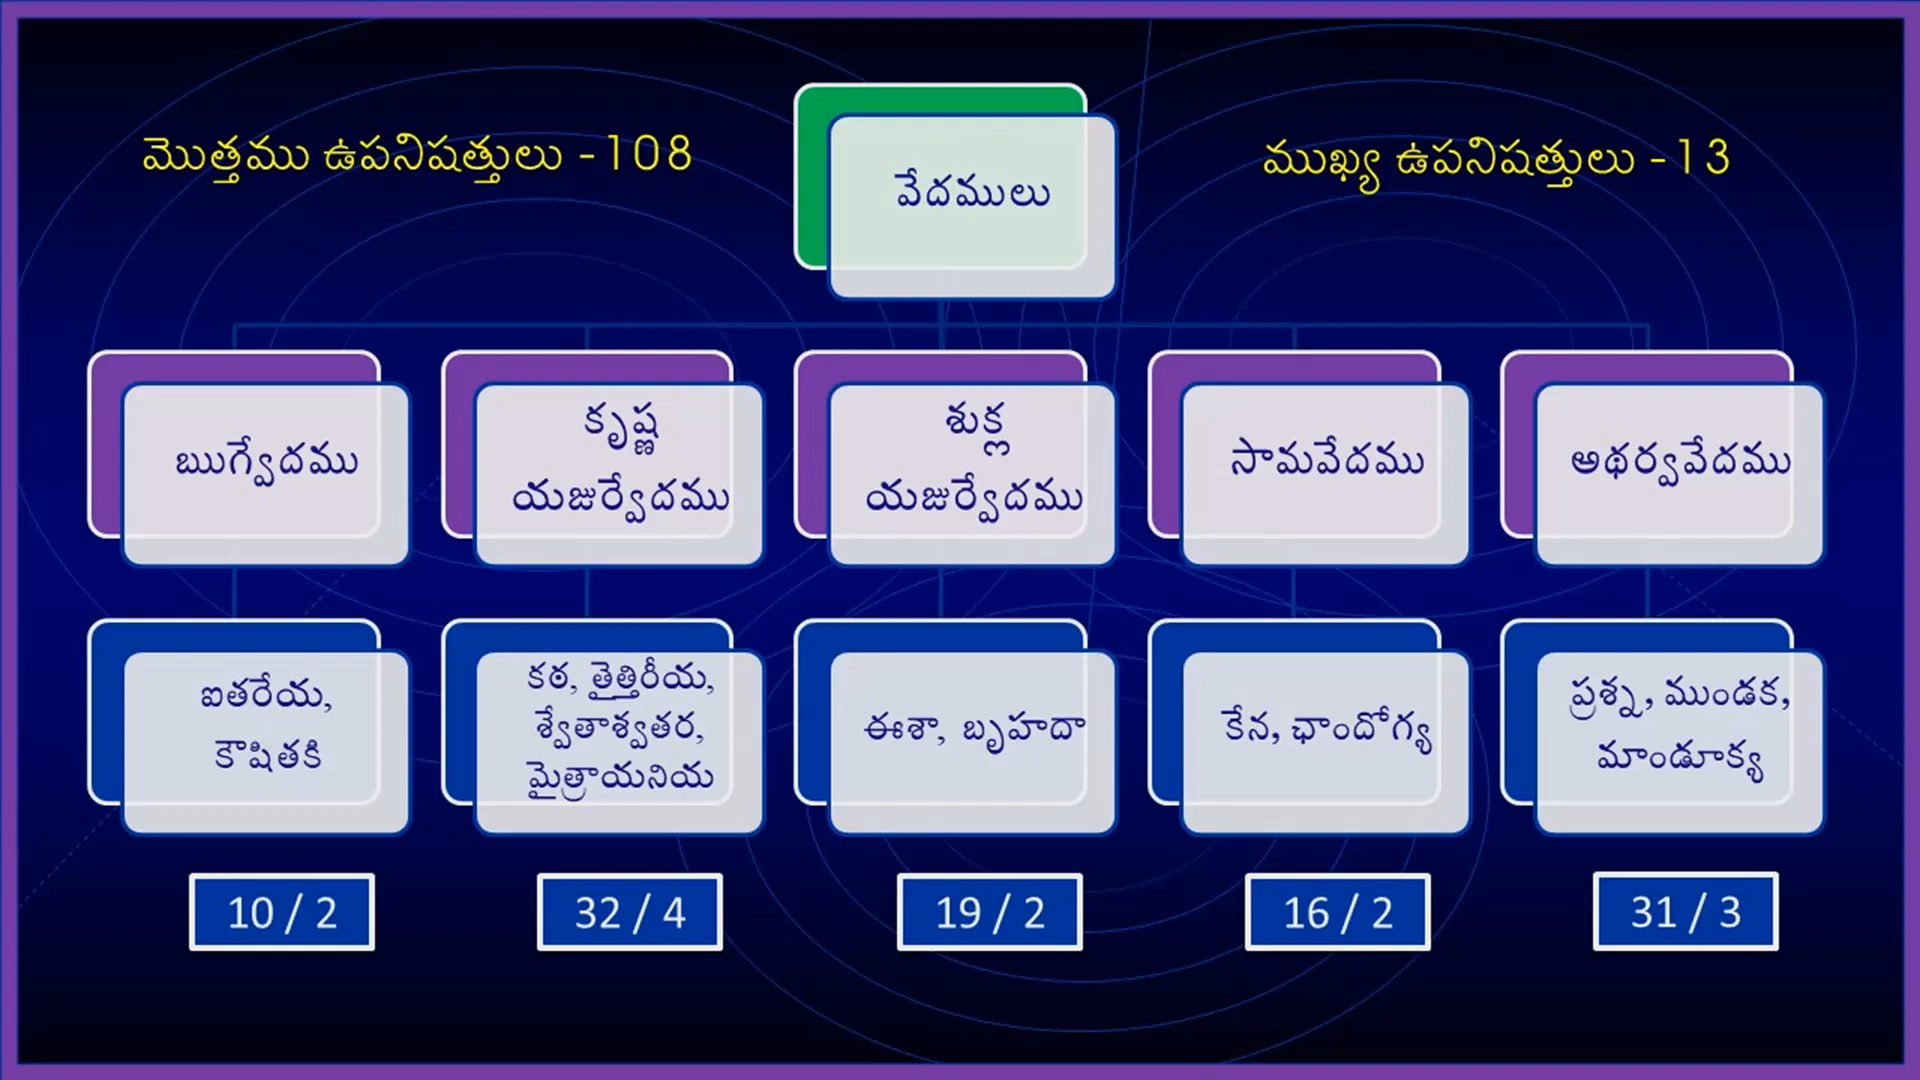 మొత్తము ఉపనిషత్తులు -108
వేదములు
ముఖ్య ఉపనిషత్తులు -13
ఋగ్వేదము
కృష్ణ
యజుర్వేదము
శుక్ల
యజుర్వేదము
సామవేదము
అథర్వవేదము
ఐతరేయ,
కౌషితకి
కఠ, తైత్తిరీయ,
శ్వేతాశ్వతర,
మైత్రాయనియ
ఈశా, బృహదా
కేన, ఛాందోగ్య
ప్రశ్న, ముండక,
మాండూక్య
10 / 2
32 / 4
19 / 2
16 / 2
31 / 3